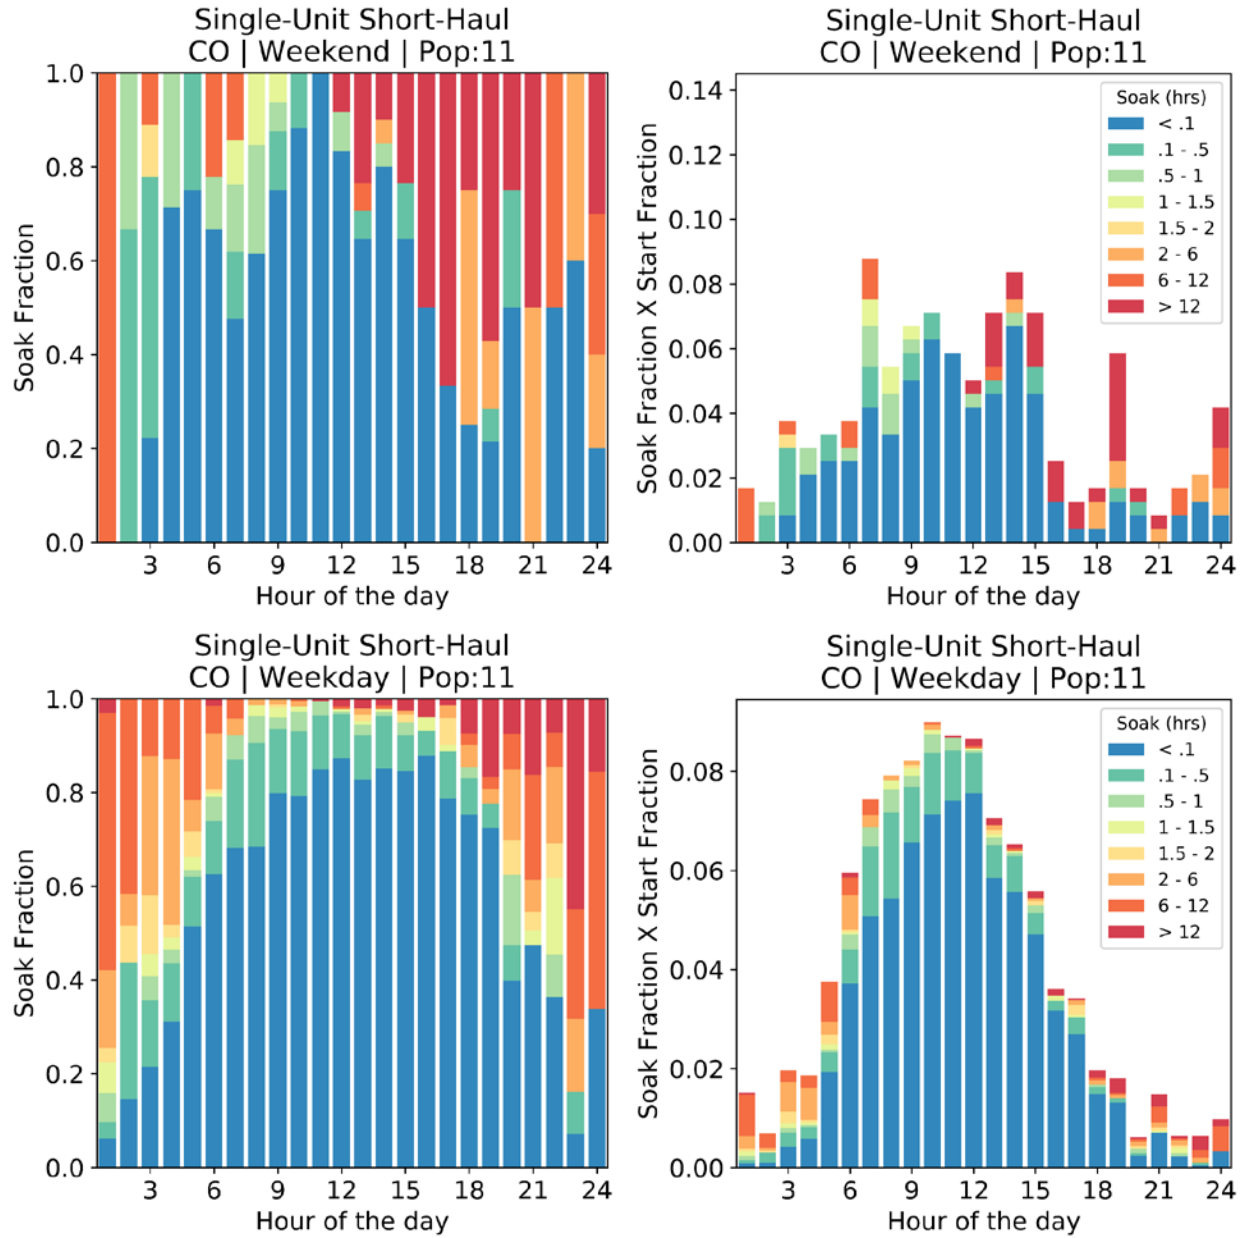 Single-Unit Short-Haul
CO | Weekend | Pop:11
1.0
0.8
0.6
0.4
0.2
0.0
Soak Fraction
3 6 9 12 15 18 21 24
Hour of the day
Single-Unit Short-Haul
CO | Weekend | Pop:11
0.14
0.12
0.10
0.08
0.06
0.04
0.02
0.00
Soak Fraction X Start Fraction
Soak (hrs)
< .1
.1 - .5
.5 - 1
1 - 1.5
1.5 - 2
2 - 6
6 - 12
> 12
3 6 9 12 15 18 21 24
Hour of the day
Single-Unit Short-Haul
CO | Weekday | Pop:11
1.0
0.8
0.6
0.4
0.2
0.0
Soak Fraction
3 6 9 12 15 18 21 24
Hour of the day
Single-Unit Short-Haul
CO | Weekday | Pop:11
0.08
0.06
0.04
0.02
0.00
Soak Fraction X Start Fraction
Soak (hrs)
< .1
.1 - .5
.5 - 1
1 - 1.5
1.5 - 2
2 - 6
6 - 12
> 12
3 6 9 12 15 18 21 24
Hour of the day